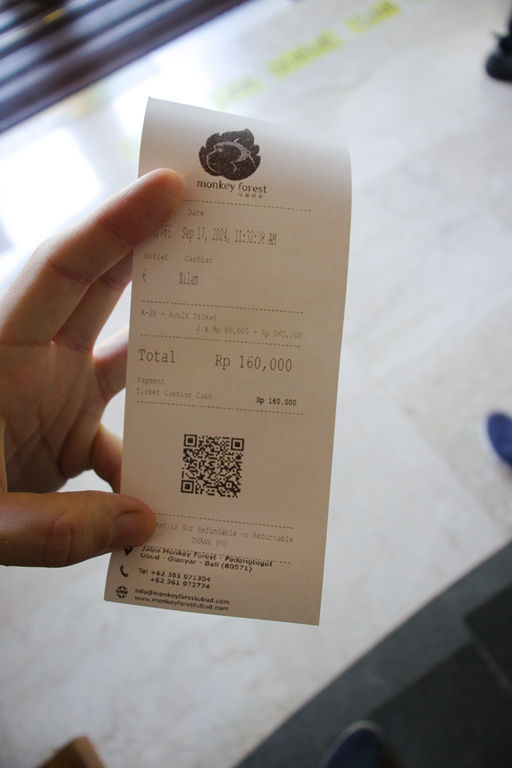 monkey forest
UBUD
Date
Sep 17, 2024, 11:32:38 AM
Outlet Cashier
6 Nilam
Adult Ticket
2 x Rp 80,000 = Rp 160,000
Total Rp 160,000
Payment
Ticket Cashier Cash Rp 160,000
is Not Refundable or Returnable
THANK YOU
Jalan Monkey Forest - Padangtegal
Ubud - Gianyar - Bali (80571)
Tel +62 361 971304
+62 361 972774
info@monkeyforestubud.com
www.monkeyforestubud.com